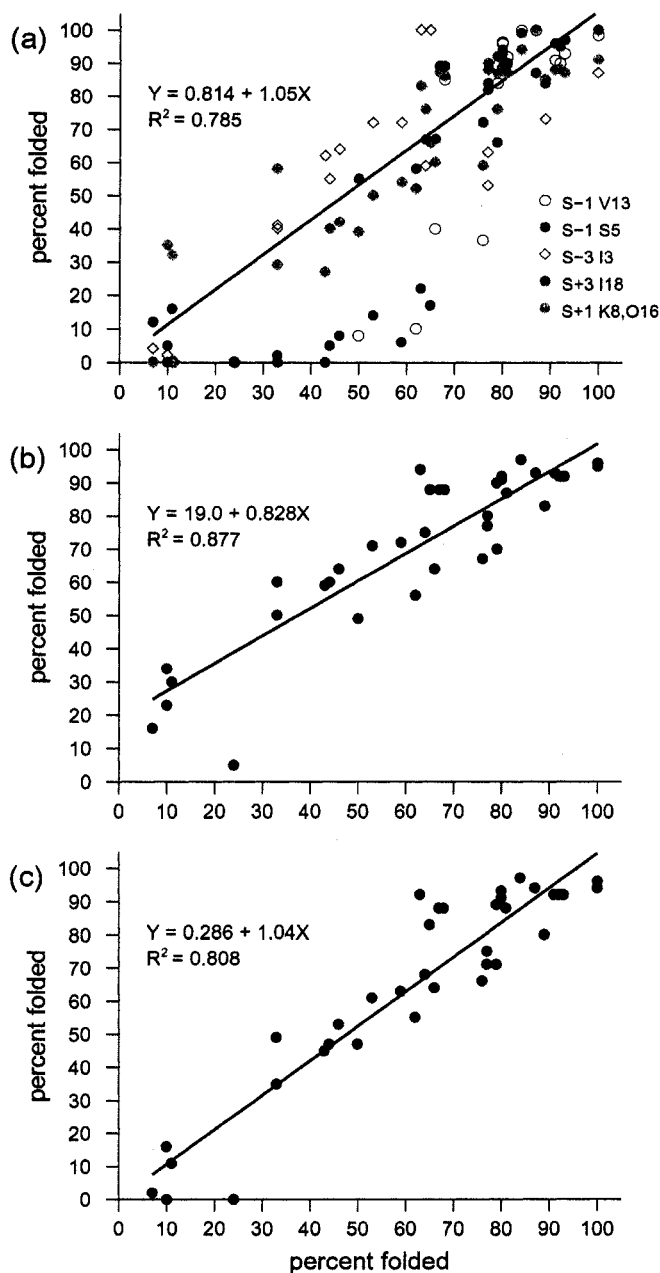 (a)
percent folded
100
90
80
70
60
50
40
30
20
10
0
Y = 0.814 + 1.05X
R² = 0.785
S−1 V13
S−1 S5
S−3 I3
S+3 I18
S+1 K8,O16
0 10 20 30 40 50 60 70 80 90 100
(b)
percent folded
100
90
80
70
60
50
40
30
20
10
0
Y = 19.0 + 0.828X
R² = 0.877
0 10 20 30 40 50 60 70 80 90 100
(c)
percent folded
100
90
80
70
60
50
40
30
20
10
0
Y = 0.286 + 1.04X
R² = 0.808
0 10 20 30 40 50 60 70 80 90 100
percent folded